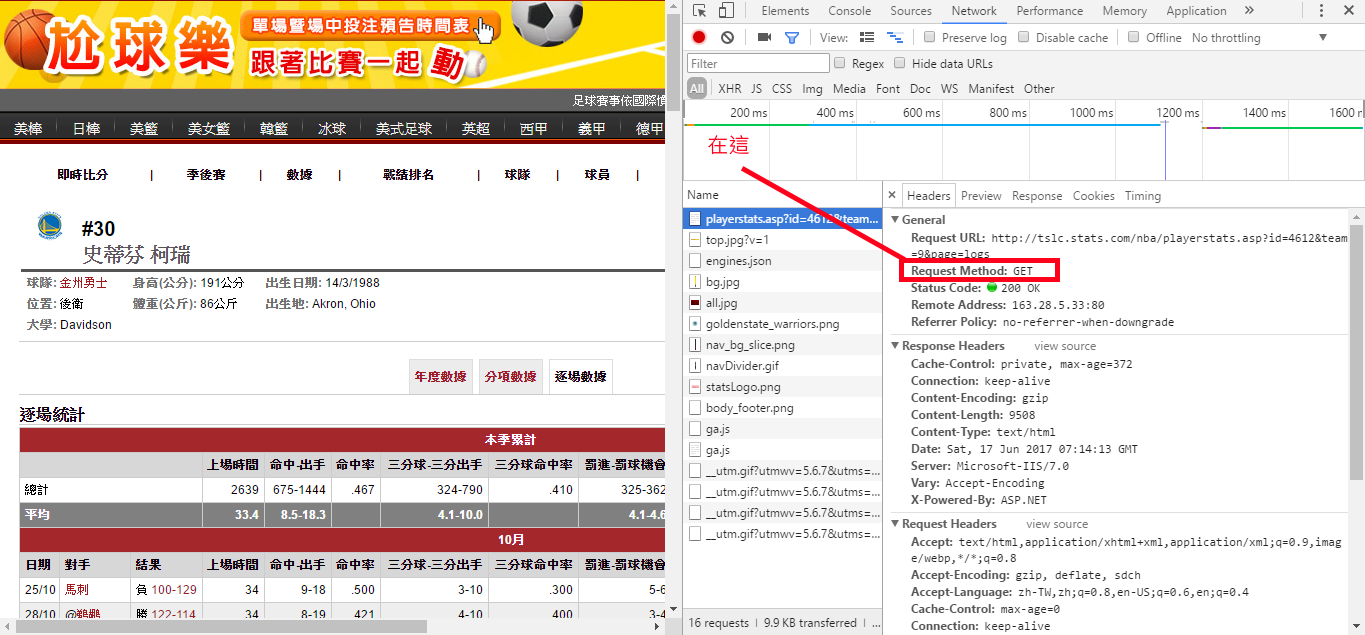 尬球樂
單場暨場中投注預告時間表
跟著比賽一起動
足球賽事依國際慣
美棒 日棒 美籃 美女籃 韓籃 冰球 美式足球 英超 西甲 義甲 德甲
即時比分 | 季後賽 | 數據 | 戰績排名 | 球隊 | 球員 |
#30
史蒂芬 柯瑞
球隊: 金州勇士 身高(公分): 191公分 出生日期: 14/3/1988
位置: 後衛 體重(公斤): 86公斤 出生地: Akron, Ohio
大學: Davidson
年度數據 分項數據 逐場數據
逐場統計
本季累計
上場時間 命中-出手 命中率 三分球-三分出手 三分球命中率 罰進-罰球機會
總計 2639 675-1444 .467 324-790 .410 325-362
平均 33.4 8.5-18.3 4.1-10.0 4.1-4.6
10月
日期 對手 結果 上場時間 命中-出手 命中率 三分球-三分出手 三分球命中率 罰進-罰球機會
25/10 馬刺 負 100-129 34 9-18 .500 3-10 .300 5-6
28/10 @鵜鶘 勝 122-114 34 8-19 .421 4-10 .400 3-4
Elements Console Sources Network Performance Memory Application »
View: Preserve log Disable cache Offline No throttling
Filter Regex Hide data URLs
All XHR JS CSS Img Media Font Doc WS Manifest Other
200 ms 400 ms 600 ms 800 ms 1000 ms 1200 ms 1400 ms 1600 r
在這
Name
playerstats.asp?id=4612&team...
top.jpg?v=1
engines.json
bg.jpg
all.jpg
goldenstate_warriors.png
nav_bg_slice.png
navDivider.gif
statsLogo.png
body_footer.png
ga.js
ga.js
__utm.gif?utmwv=5.6.7&utms=...
__utm.gif?utmwv=5.6.7&utms=...
__utm.gif?utmwv=5.6.7&utms=...
__utm.gif?utmwv=5.6.7&utms=...
16 requests | 9.9 KB transferred | ...
× Headers Preview Response Cookies Timing
General
Request URL: http://tslc.stats.com/nba/playerstats.asp?id=4612&team
=9&page=logs
Request Method: GET
Status Code: 200 OK
Remote Address: 163.28.5.33:80
Referrer Policy: no-referrer-when-downgrade
Response Headers view source
Cache-Control: private, max-age=372
Connection: keep-alive
Content-Encoding: gzip
Content-Length: 9508
Content-Type: text/html
Date: Sat, 17 Jun 2017 07:14:13 GMT
Server: Microsoft-IIS/7.0
Vary: Accept-Encoding
X-Powered-By: ASP.NET
Request Headers view source
Accept: text/html,application/xhtml+xml,application/xml;q=0.9,imag
e/webp,*/*;q=0.8
Accept-Encoding: gzip, deflate, sdch
Accept-Language: zh-TW,zh;q=0.8,en-US;q=0.6,en;q=0.4
Cache-Control: max-age=0
Connection: keep-alive